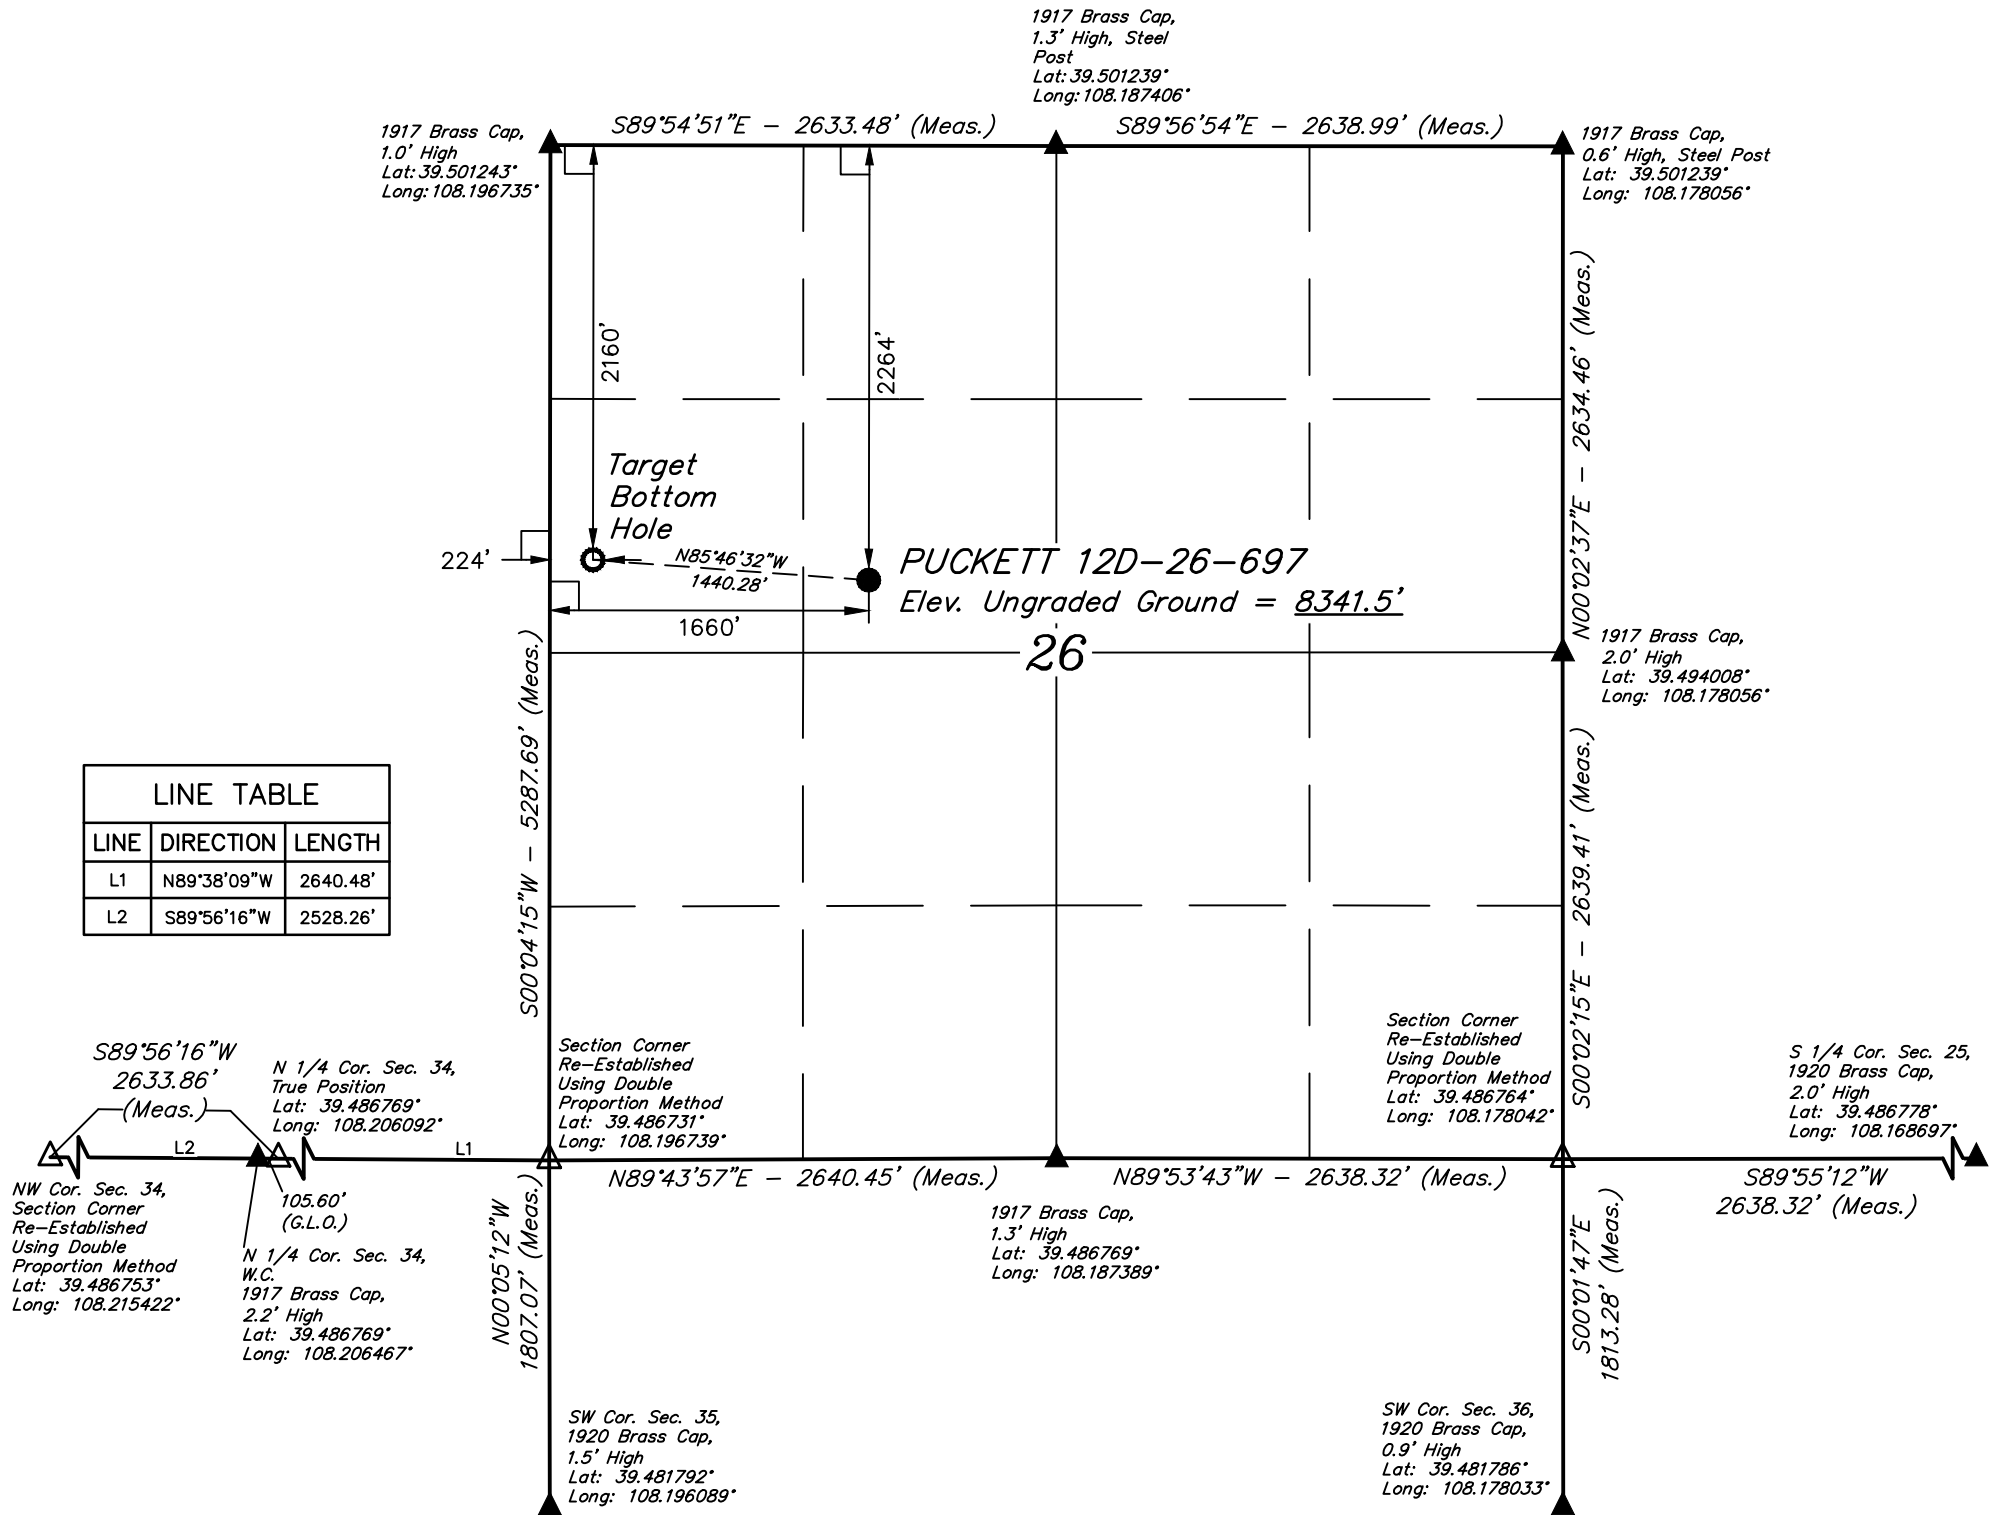 1917 Brass Cap,
1.3' High, Steel
Post
Lat: 39.501239°
Long: 108.187406°
1917 Brass Cap,
1.0' High
Lat: 39.501243°
Long: 108.196735°
S89°54'51"E - 2633.48' (Meas.)
S89°56'54"E - 2638.99' (Meas.)
1917 Brass Cap,
0.6' High, Steel Post
Lat: 39.501239°
Long: 108.178056°
2160'
2264'
N00°02'37"E - 2634.46' (Meas.)
Target
Bottom
Hole
224'
N85°46'32"W
1440.28'
PUCKETT 12D-26-697
Elev. Ungraded Ground = 8341.5'
1660'
26
1917 Brass Cap,
2.0' High
Lat: 39.494008°
Long: 108.178056°
S00°04'15"W - 5287.69' (Meas.)
S00°02'15"E - 2639.41' (Meas.)
LINE TABLE
LINE DIRECTION LENGTH
L1 N89°38'09"W 2640.48'
L2 S89°56'16"W 2528.26'
S89°56'16"W
2633.86'
(Meas.)
N 1/4 Cor. Sec. 34,
True Position
Lat: 39.486769°
Long: 108.206092°
Section Corner
Re-Established
Using Double
Proportion Method
Lat: 39.486731°
Long: 108.196739°
Section Corner
Re-Established
Using Double
Proportion Method
Lat: 39.486764°
Long: 108.178042°
S 1/4 Cor. Sec. 25,
1920 Brass Cap,
2.0' High
Lat: 39.486778°
Long: 108.168697°
L2
L1
N89°43'57"E - 2640.45' (Meas.)
N89°53'43"W - 2638.32' (Meas.)
S89°55'12"W
2638.32' (Meas.)
NW Cor. Sec. 34,
Section Corner
Re-Established
Using Double
Proportion Method
Lat: 39.486753°
Long: 108.215422°
105.60'
(G.L.O.)
N 1/4 Cor. Sec. 34,
W.C.
1917 Brass Cap,
2.2' High
Lat: 39.486769°
Long: 108.206467°
N00°05'12"W
1807.07' (Meas.)
1917 Brass Cap,
1.3' High
Lat: 39.486769°
Long: 108.187389°
S00°01'47"E
1813.28' (Meas.)
SW Cor. Sec. 35,
1920 Brass Cap,
1.5' High
Lat: 39.481792°
Long: 108.196089°
SW Cor. Sec. 36,
1920 Brass Cap,
0.9' High
Lat: 39.481786°
Long: 108.178033°